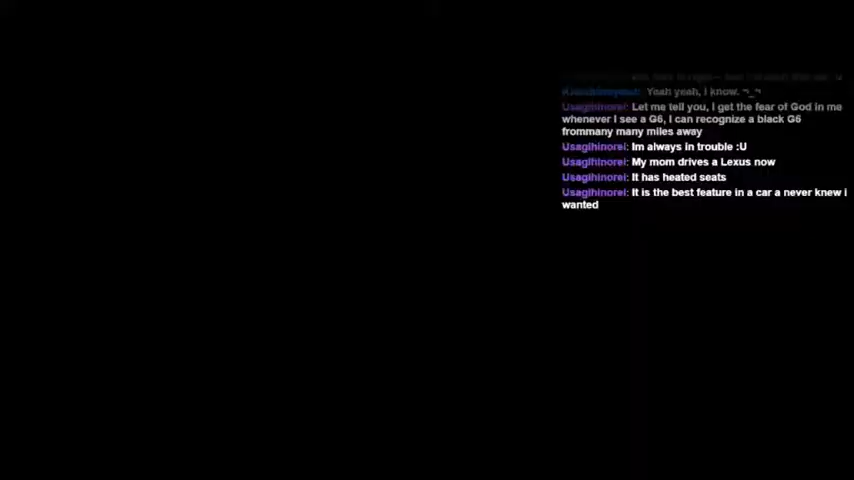 Yeah yeah, I know. ¬_¬
Usagihinorei: Let me tell you, I get the fear of God in me
whenever I see a G6, I can recognize a black G6
frommany many miles away
Usagihinorei: Im always in trouble :U
Usagihinorei: My mom drives a Lexus now
Usagihinorei: It has heated seats
Usagihinorei: It is the best feature in a car a never knew i
wanted